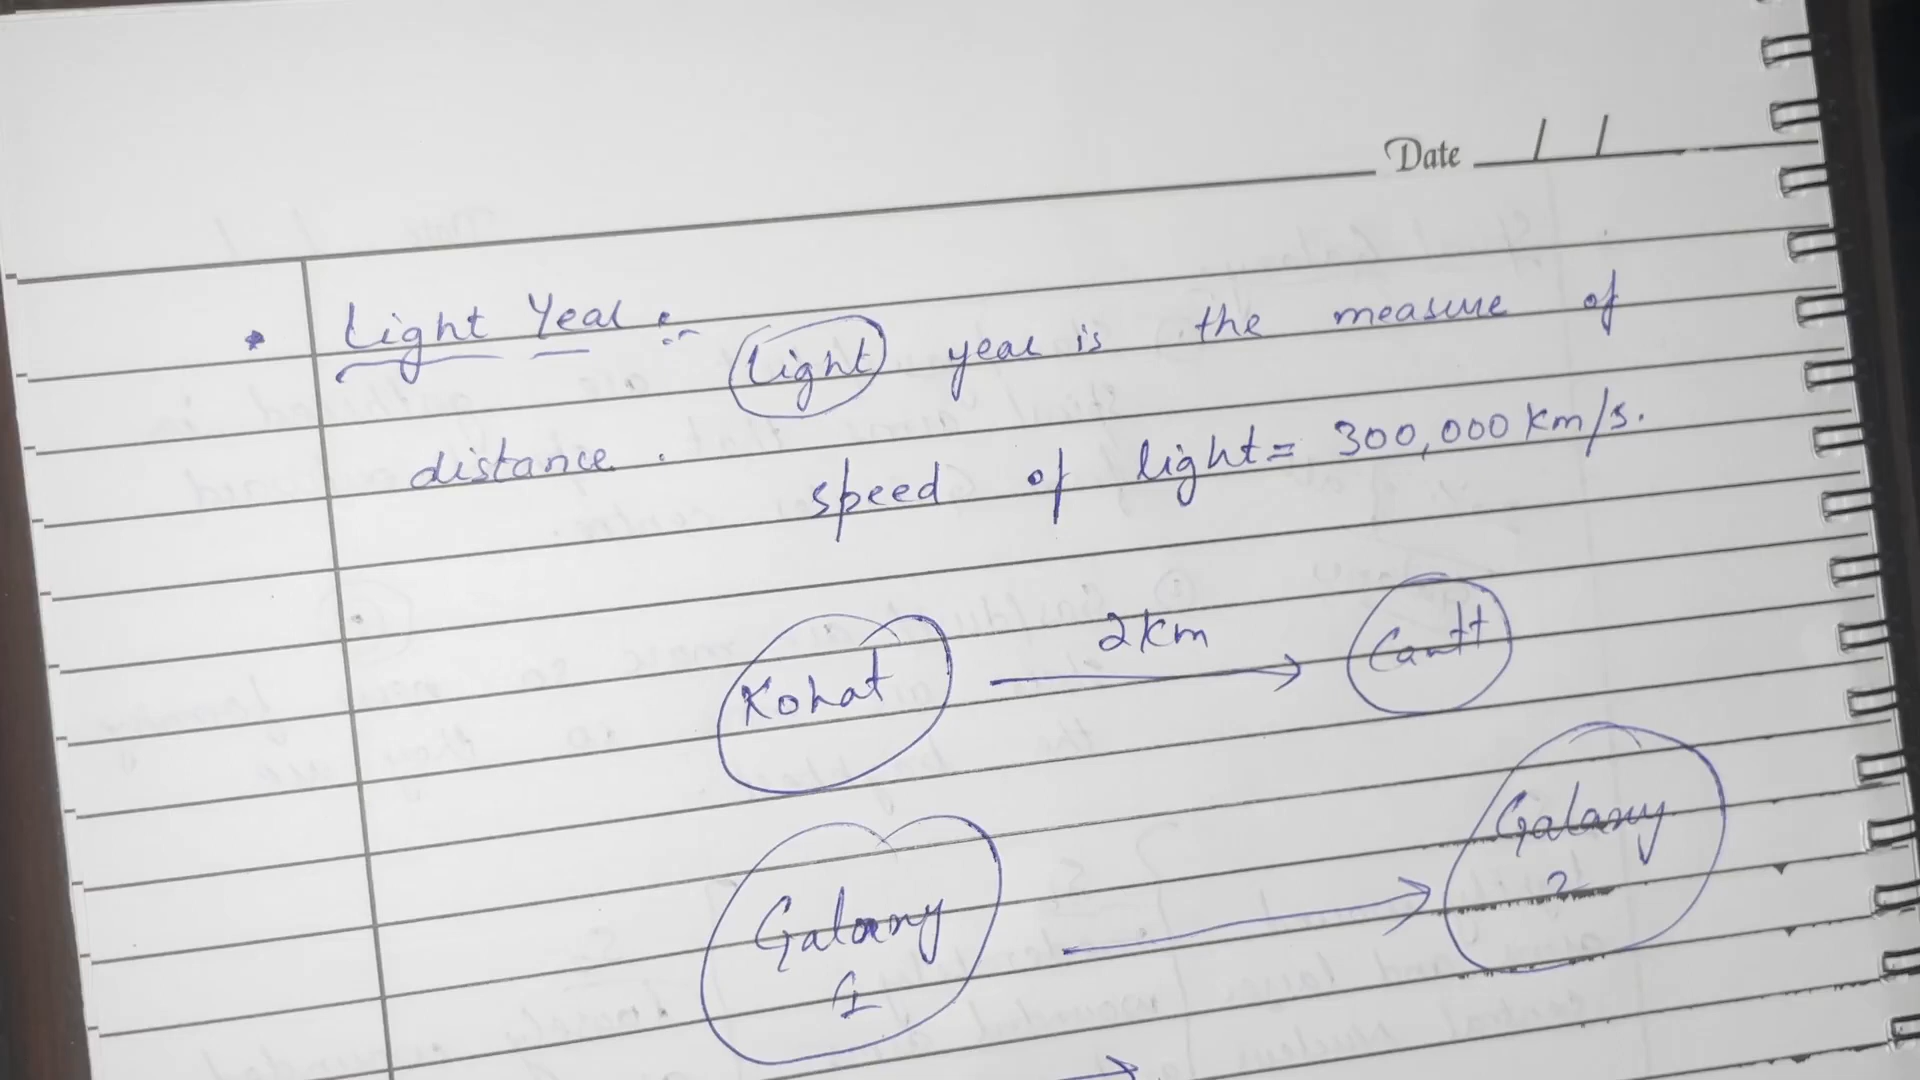 Date / /
Light Year :-
Light year is the measure of
distance. speed of light = 300,000 km/s.
Kohat 2km Cantt
Galaxy 1 Galaxy 2